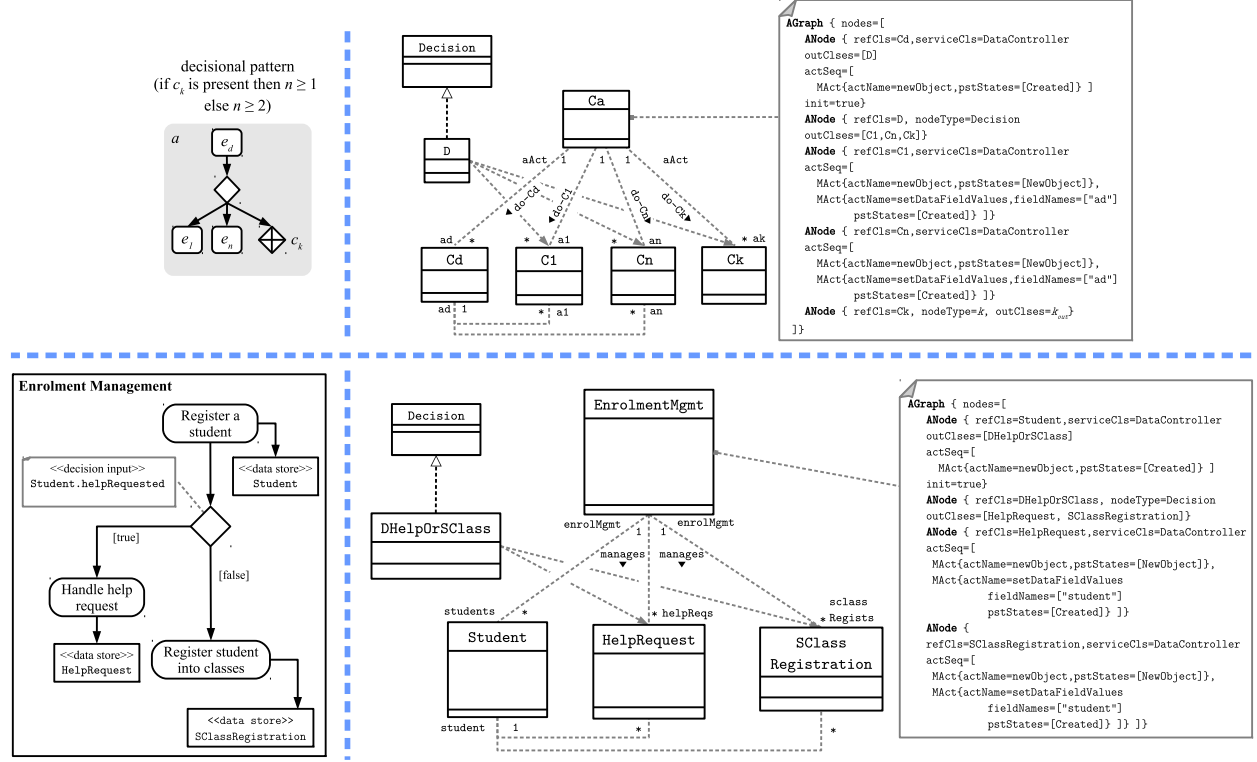 decisional pattern
(if ck is present then n ≥ 1
else n ≥ 2)
a
ed
el
en
ck
Decision
D
Ca
aAct
1
1
1
aAct
do-Cd
do-C1
do-Cn
do-Ck
ad
*
*
a1
*
an
*
ak
Cd
C1
Cn
Ck
ad
1
*
a1
*
an
AGraph { nodes=[
ANode { refCls=Cd,serviceCls=DataController
outClses=[D]
actSeq=[
MAct{actName=newObject,pstStates=[Created]} ]
init=true}
ANode { refCls=D, nodeType=Decision
outClses=[C1,Cn,Ck]}
ANode { refCls=C1,serviceCls=DataController
actSeq=[
MAct{actName=newObject,pstStates=[NewObject]},
MAct{actName=setDataFieldValues,fieldNames=["ad"]
pstStates=[Created]} ]}
ANode { refCls=Cn,serviceCls=DataController
actSeq=[
MAct{actName=newObject,pstStates=[NewObject]},
MAct{actName=setDataFieldValues,fieldNames=["ad"]
pstStates=[Created]} ]}
ANode { refCls=Ck, nodeType=k, outClses=kout}
]}
Enrolment Management
Register a
student
<<decision input>>
Student.helpRequested
<<data store>>
Student
[true]
[false]
Handle help
request
<<data store>>
HelpRequest
Register student
into classes
<<data store>>
SClassRegistration
Decision
DHelpOrSClass
EnrolmentMgmt
enrolMgmt
1
1
enrolMgmt
manages
manages
students
*
*
helpReqs
sclass
*
Regists
Student
HelpRequest
SClass
Registration
student
1
*
*
AGraph { nodes=[
ANode { refCls=Student,serviceCls=DataController
outClses=[DHelpOrSClass]
actSeq=[
MAct{actName=newObject,pstStates=[Created]} ]
init=true}
ANode { refCls=DHelpOrSClass, nodeType=Decision
outClses=[HelpRequest, SClassRegistration]}
ANode { refCls=HelpRequest,serviceCls=DataController
actSeq=[
MAct{actName=newObject,pstStates=[NewObject]},
MAct{actName=setDataFieldValues
fieldNames=["student"]
pstStates=[Created]} ]}
ANode {
refCls=SClassRegistration,serviceCls=DataController
actSeq=[
MAct{actName=newObject,pstStates=[NewObject]},
MAct{actName=setDataFieldValues
fieldNames=["student"]
pstStates=[Created]} ]} ]}